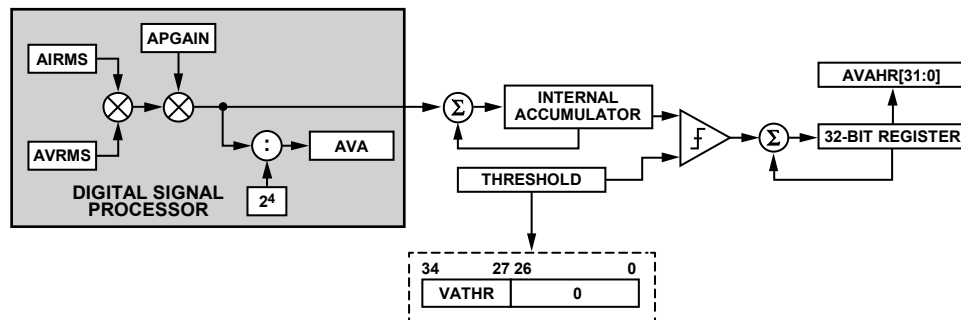 APGAIN
AIRMS
AVRMS
:
AVA
2⁴
DIGITAL SIGNAL
PROCESSOR
Σ
INTERNAL
ACCUMULATOR
THRESHOLD
34 27 26 0
VATHR 0
Σ
AVAHR[31:0]
32-BIT REGISTER